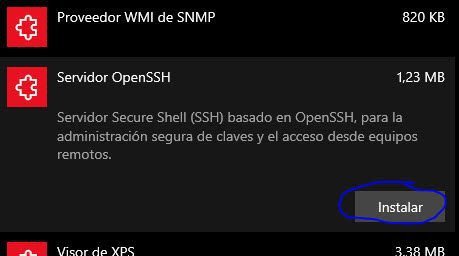 Proveedor WMI de SNMP 820 KB
Servidor OpenSSH 1,23 MB
Servidor Secure Shell (SSH) basado en OpenSSH, para la
administración segura de claves y el acceso desde equipos
remotos.
Instalar
Visor de XPS 3,38 MB